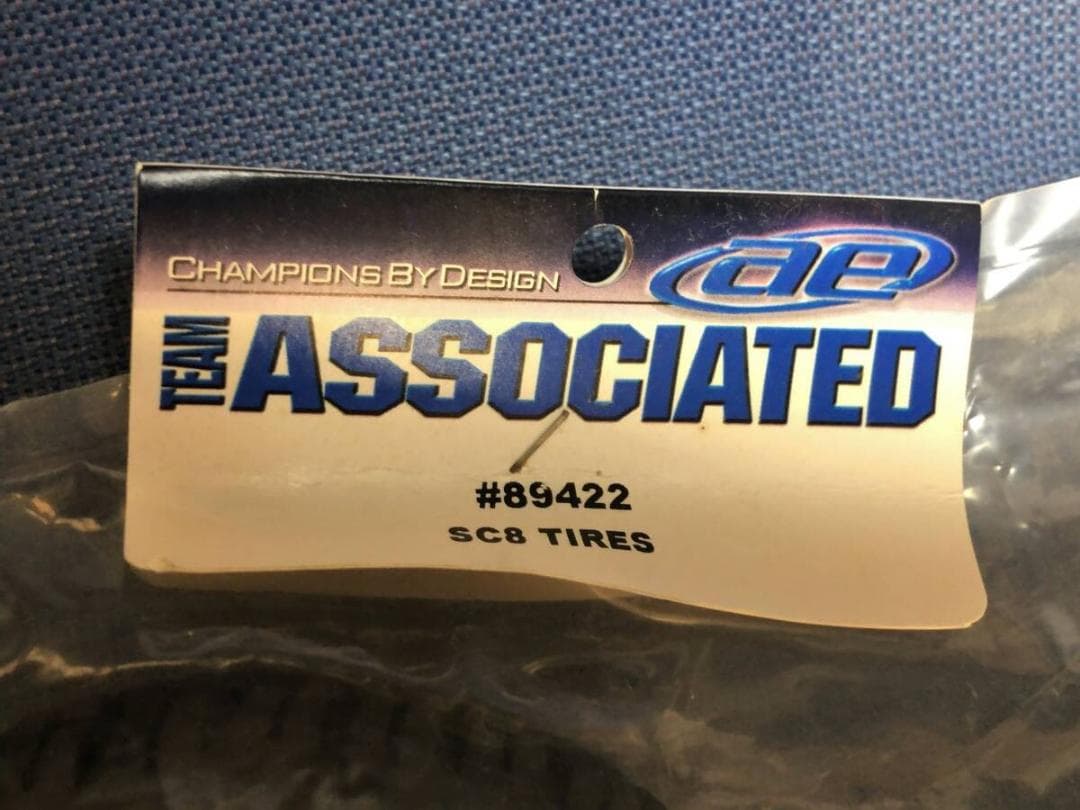 CHAMPIONS BY DESIGN
ae
TEAM ASSOCIATED
#89422
SC8 TIRES